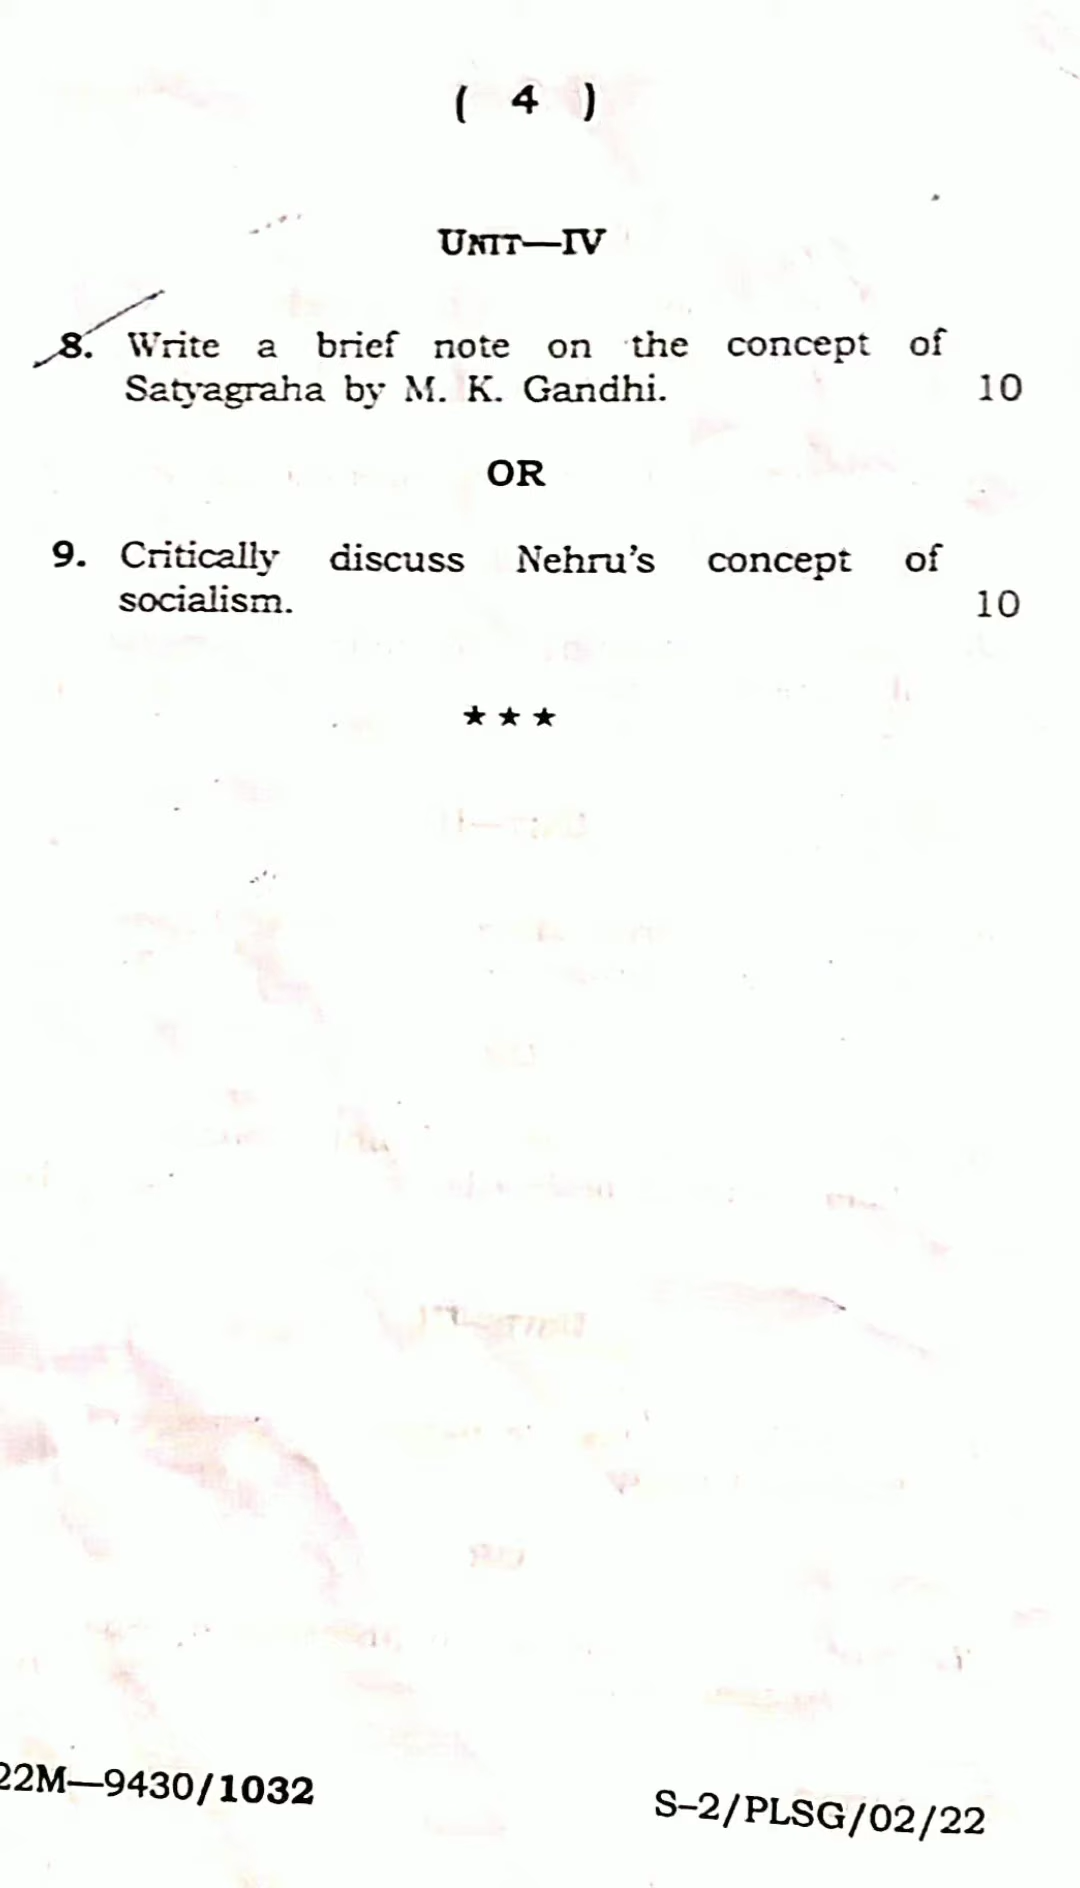 ( 4 )
UNIT—IV
8. Write a brief note on the concept of
Satyagraha by M. K. Gandhi. 10
OR
9. Critically discuss Nehru's concept of
socialism. 10
★ ★ ★
22M—9430/1032
S-2/PLSG/02/22